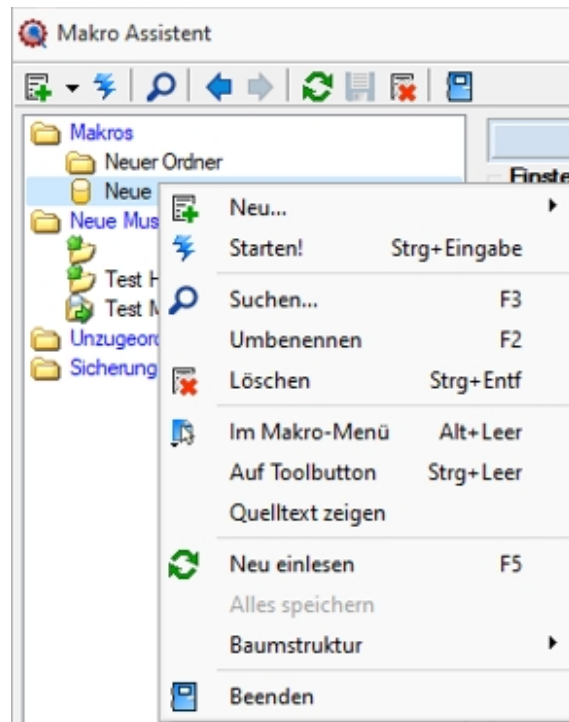 Makro Assistent
Makros
Neuer Ordner
Neue
Neue Mus
Test
Test
Unzugeor
Sicherung
Einste
Neu...
Starten! Strg+Eingabe
Suchen... F3
Umbenennen F2
Löschen Strg+Entf
Im Makro-Menü Alt+Leer
Auf Toolbutton Strg+Leer
Quelltext zeigen
Neu einlesen F5
Alles speichern
Baumstruktur
Beenden